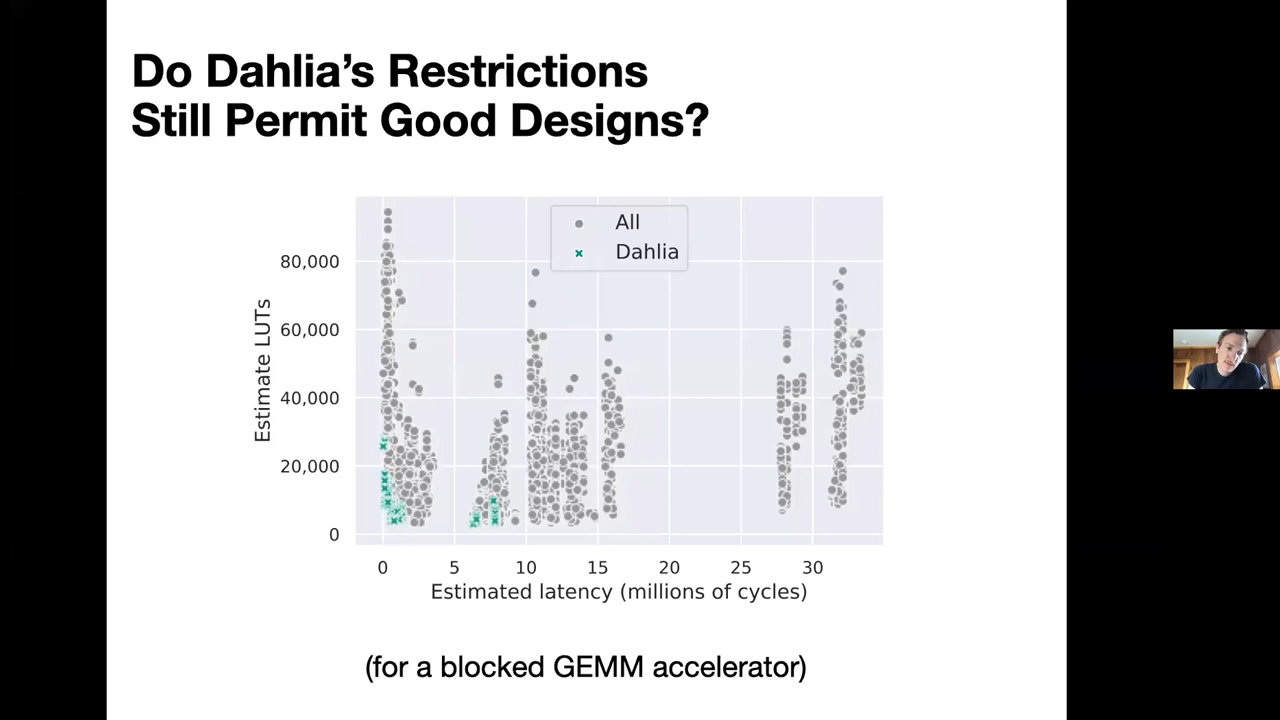 Do Dahlia’s Restrictions
Still Permit Good Designs?
All
Dahlia
Estimate LUTs
80,000
60,000
40,000
20,000
0
0 5 10 15 20 25 30
Estimated latency (millions of cycles)
(for a blocked GEMM accelerator)